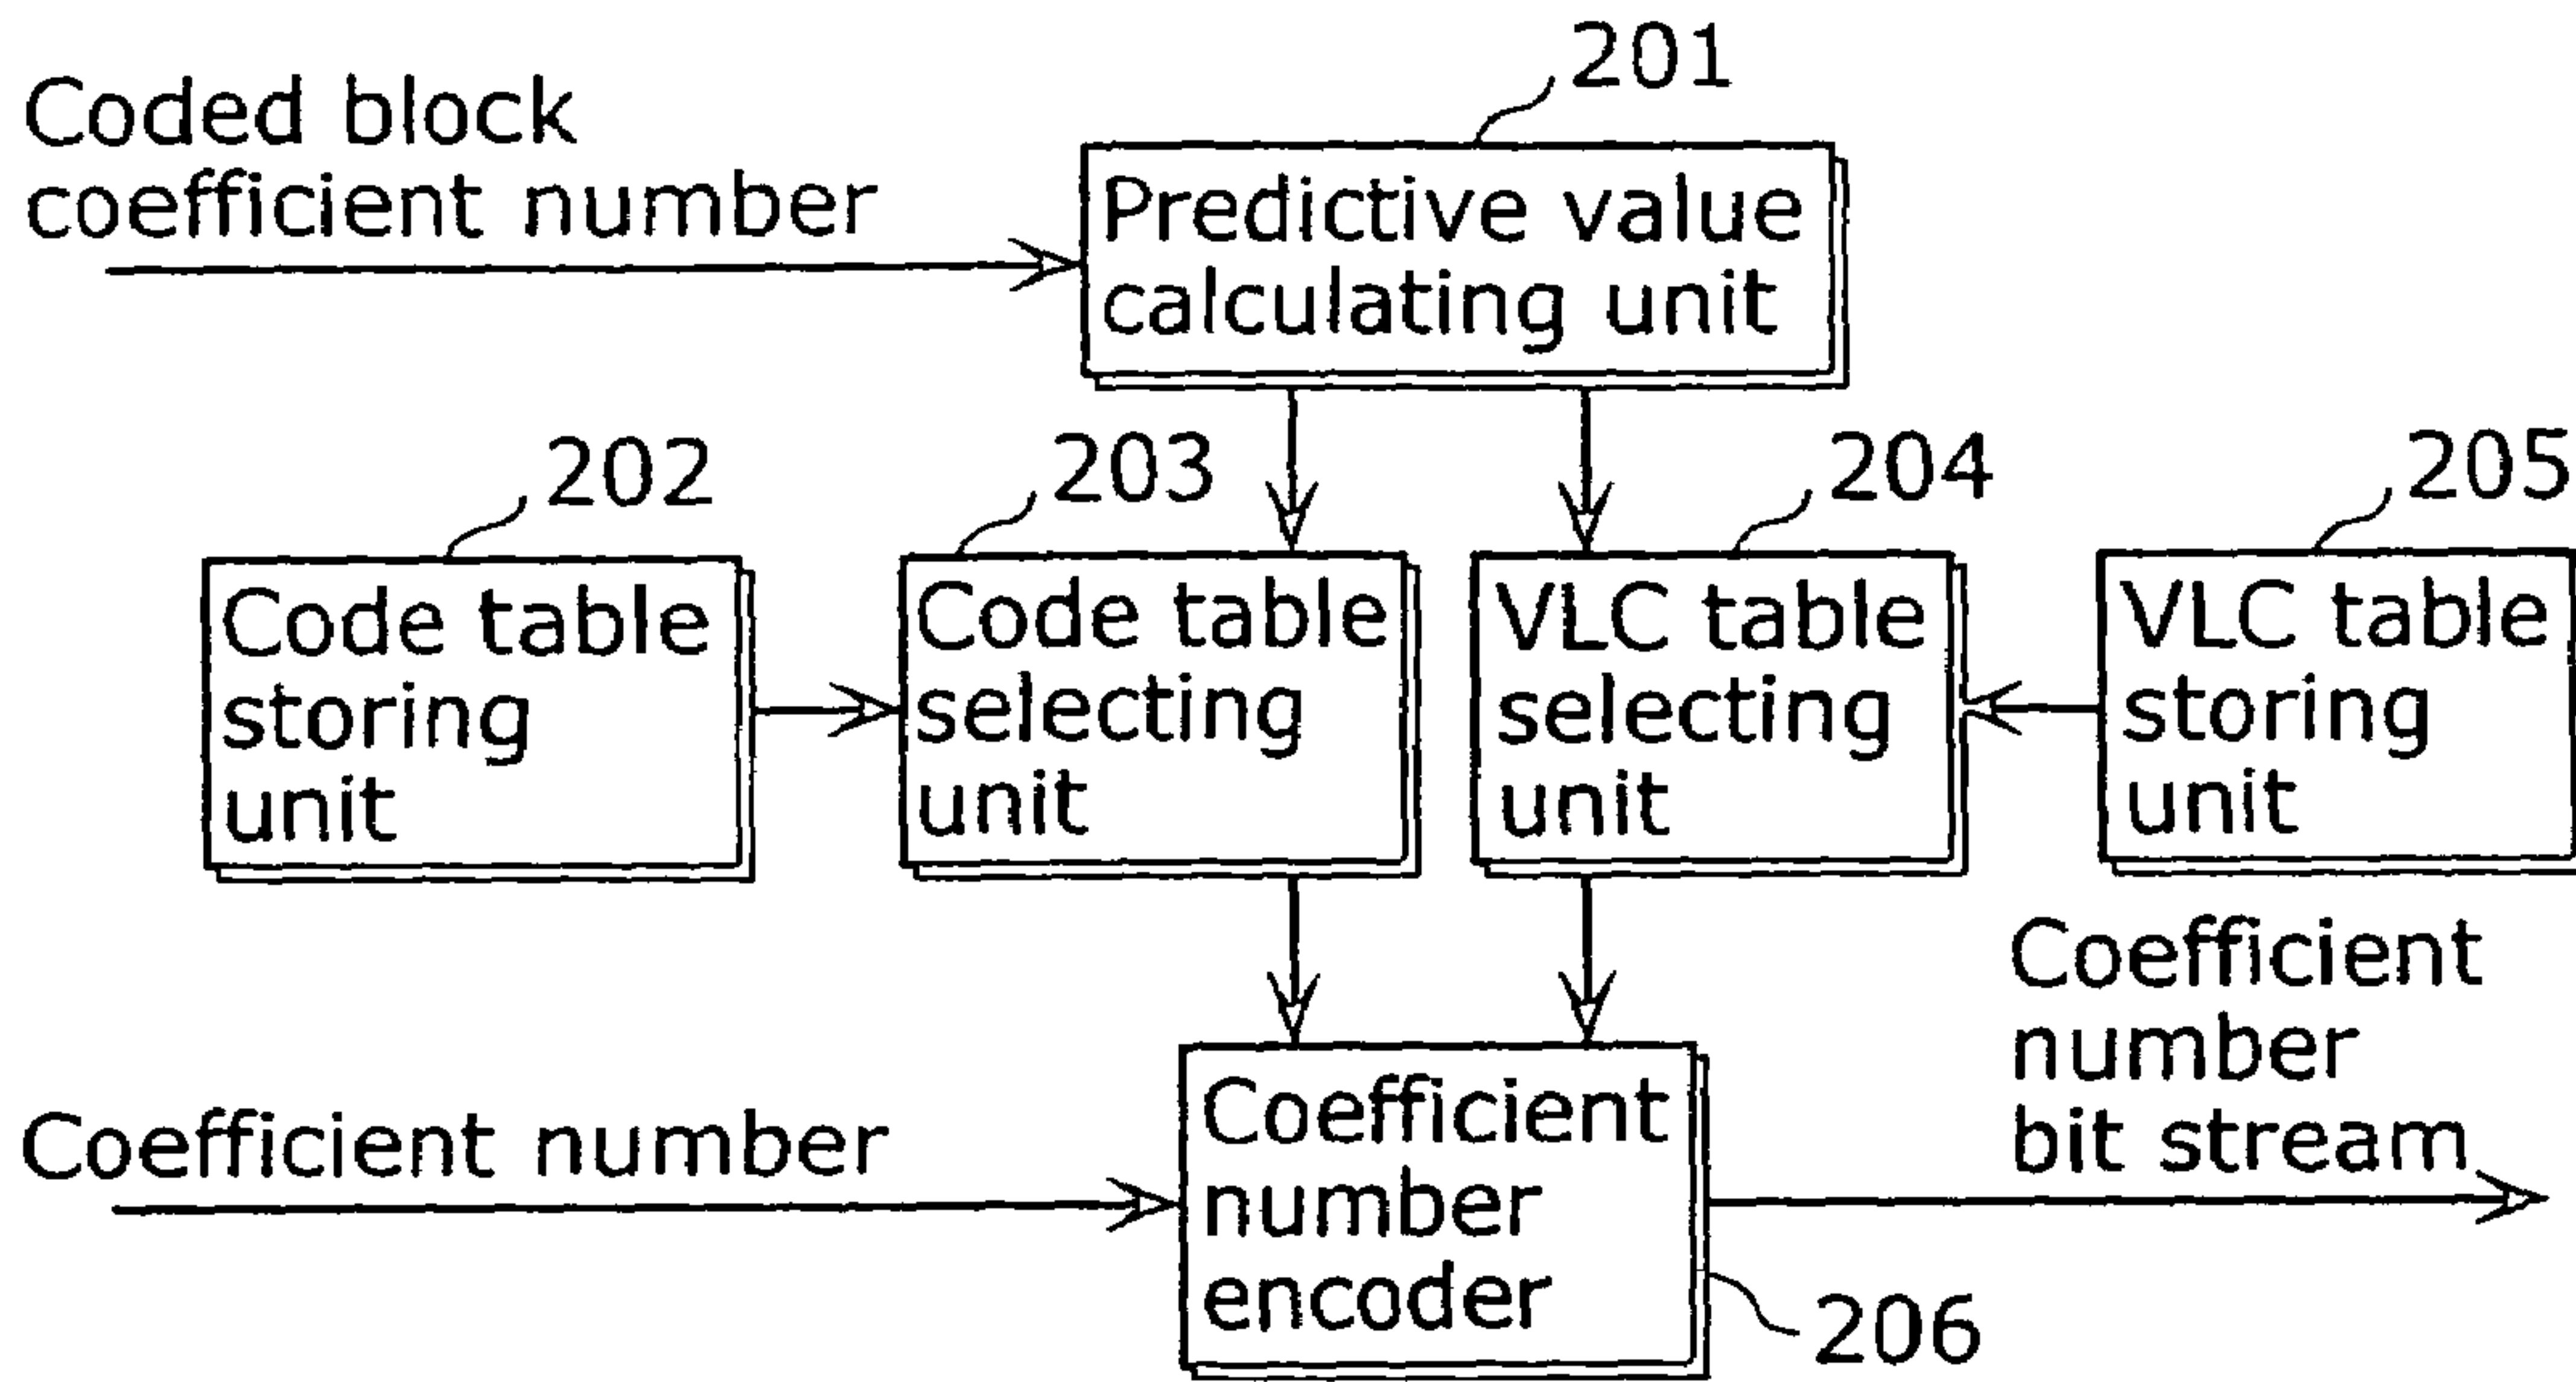 201
Coded block
coefficient number
Predictive value
calculating unit
202
203
204
205
Code table
storing
unit
Code table
selecting
unit
VLC table
selecting
unit
VLC table
storing
unit
Coefficient
number
bit stream
Coefficient number
Coefficient
number
encoder
206